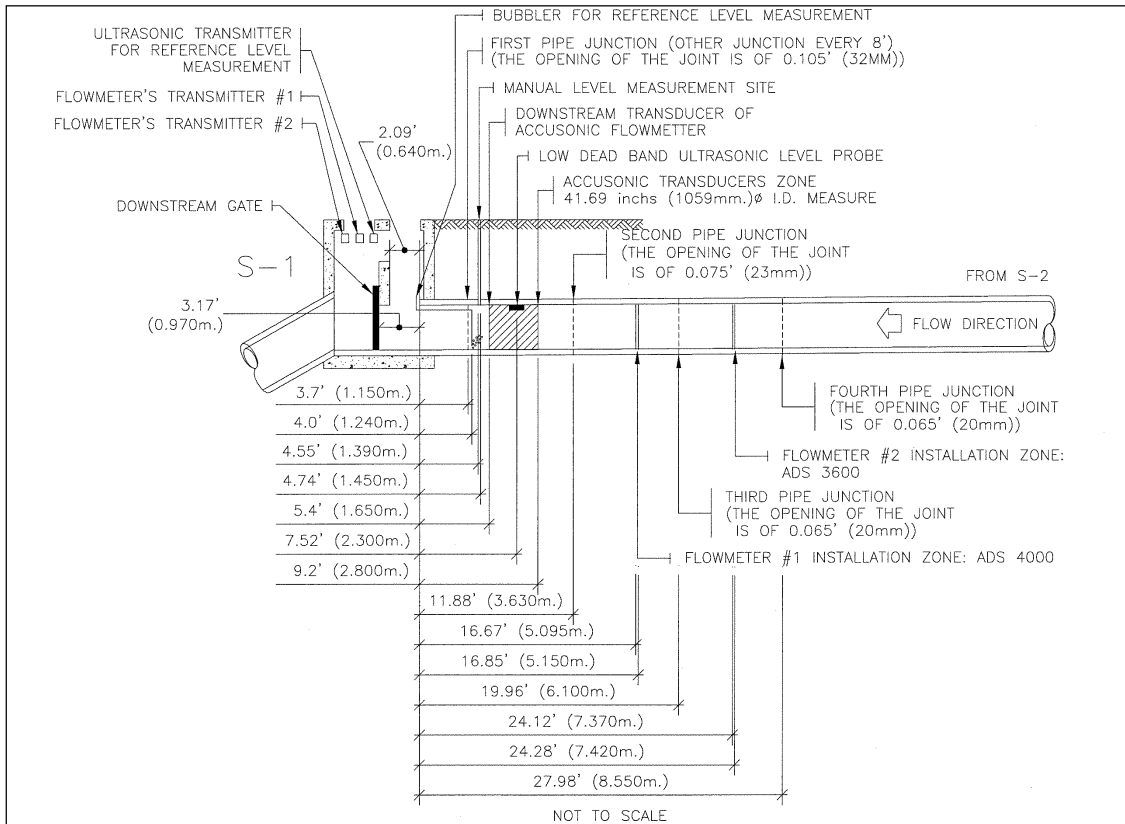 BUBBLER FOR REFERENCE LEVEL MEASUREMENT
ULTRASONIC TRANSMITTER
FOR REFERENCE LEVEL
MEASUREMENT
FIRST PIPE JUNCTION (OTHER JUNCTION EVERY 8')
(THE OPENING OF THE JOINT IS OF 0.105' (32MM))
FLOWMETER'S TRANSMITTER #1
MANUAL LEVEL MEASUREMENT SITE
FLOWMETER'S TRANSMITTER #2
DOWNSTREAM TRANSDUCER OF
ACCUSONIC FLOWMETTER
2.09'
(0.640m.)
LOW DEAD BAND ULTRASONIC LEVEL PROBE
ACCUSONIC TRANSDUCERS ZONE
41.69 inchs (1059mm.)ø I.D. MEASURE
DOWNSTREAM GATE
SECOND PIPE JUNCTION
(THE OPENING OF THE JOINT
IS OF 0.075' (23mm))
S-1
FROM S-2
3.17'
(0.970m.)
FLOW DIRECTION
3.7' (1.150m.)
4.0' (1.240m.)
4.55' (1.390m.)
4.74' (1.450m.)
5.4' (1.650m.)
7.52' (2.300m.)
9.2' (2.800m.)
FOURTH PIPE JUNCTION
(THE OPENING OF THE JOINT
IS OF 0.065' (20mm))
FLOWMETER #2 INSTALLATION ZONE:
ADS 3600
THIRD PIPE JUNCTION
(THE OPENING OF THE JOINT
IS OF 0.065' (20mm))
FLOWMETER #1 INSTALLATION ZONE: ADS 4000
11.88' (3.630m.)
16.67' (5.095m.)
16.85' (5.150m.)
19.96' (6.100m.)
24.12' (7.370m.)
24.28' (7.420m.)
27.98' (8.550m.)
NOT TO SCALE